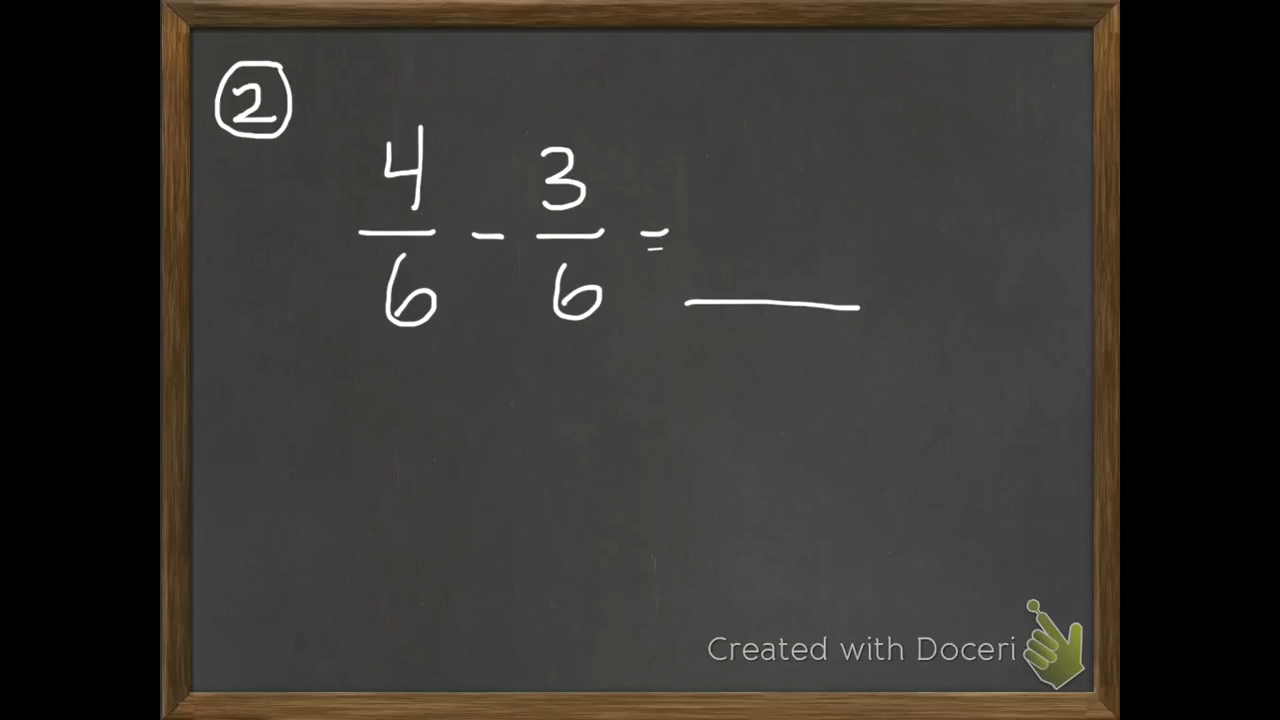 2
4/6 - 3/6 = ____
Created with Doceri